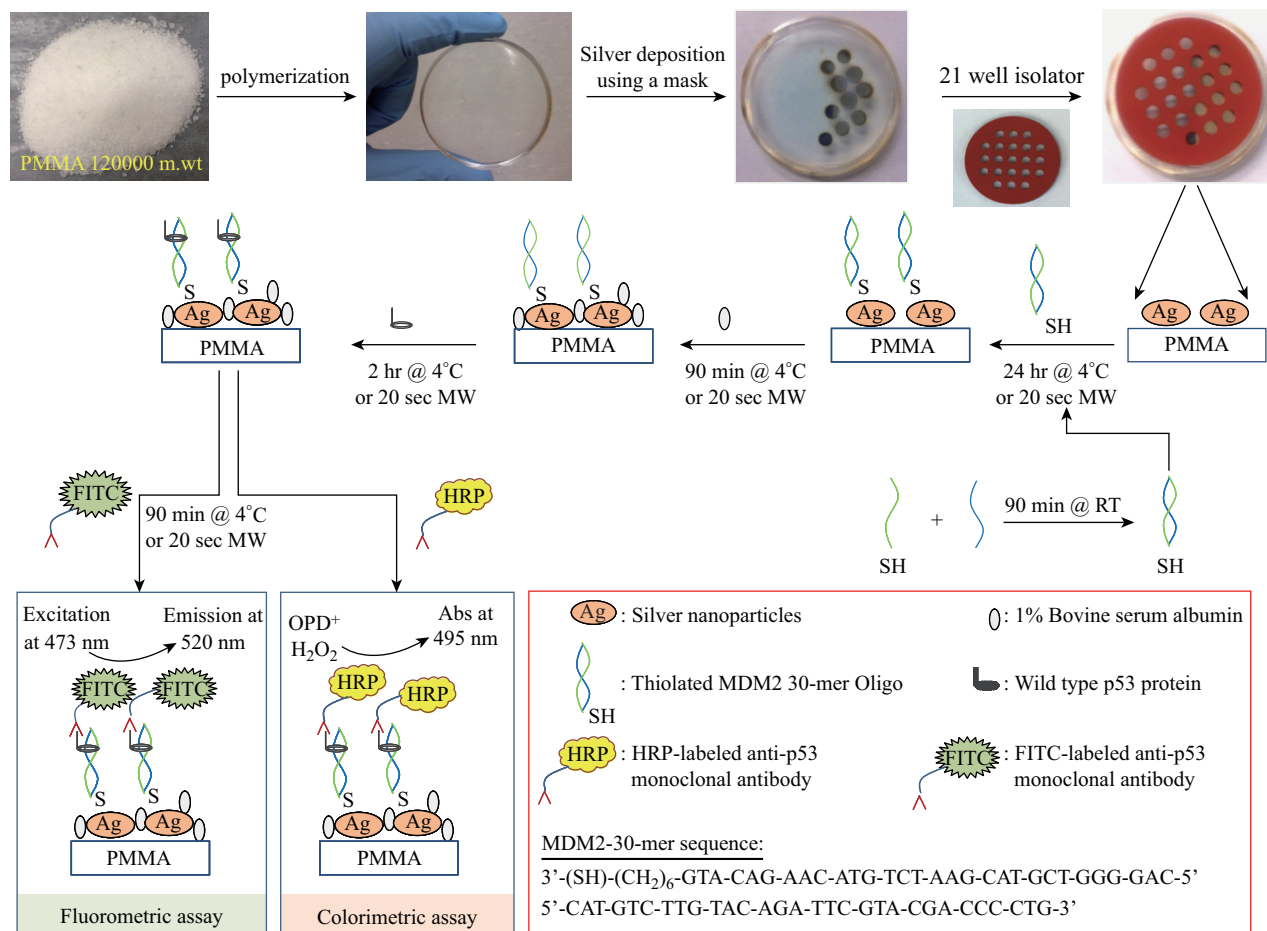 PMMA 120000 m.wt
polymerization
Silver deposition
using a mask
21 well isolator
S
S
Ag
Ag
PMMA
2 hr @ 4°C
or 20 sec MW
S
S
Ag
Ag
PMMA
90 min @ 4°C
or 20 sec MW
S
S
Ag
Ag
PMMA
SH
24 hr @ 4°C
or 20 sec MW
Ag
Ag
PMMA
FITC
90 min @ 4°C
or 20 sec MW
HRP
SH
+
90 min @ RT
SH
Excitation
at 473 nm
Emission at
520 nm
FITC
FITC
S
S
Ag
Ag
PMMA
Fluorometric assay
OPD⁺
H₂O₂
Abs at
495 nm
HRP
HRP
S
S
Ag
Ag
PMMA
Colorimetric assay
Ag : Silver nanoparticles
: 1% Bovine serum albumin
: Thiolated MDM2 30-mer Oligo
SH
: Wild type p53 protein
HRP : HRP-labeled anti-p53
monoclonal antibody
FITC : FITC-labeled anti-p53
monoclonal antibody
MDM2-30-mer sequence:
3'-(SH)-(CH₂)₆-GTA-CAG-AAC-ATG-TCT-AAG-CAT-GCT-GGG-GAC-5'
5'-CAT-GTC-TTG-TAC-AGA-TTC-GTA-CGA-CCC-CTG-3'